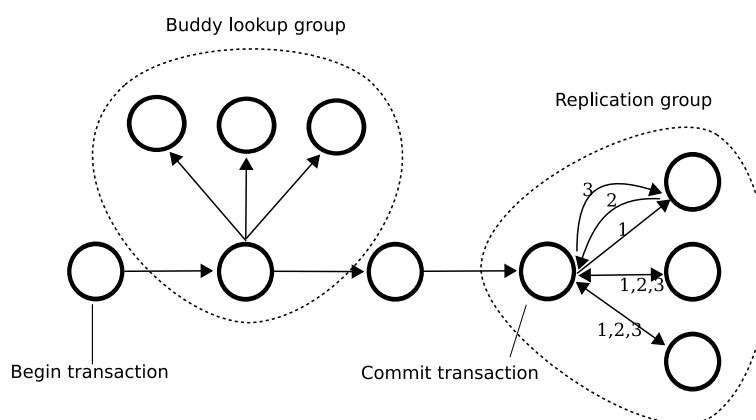 Buddy lookup group
Replication group
3
2
1
1,2,3
1,2,3
Begin transaction
Commit transaction